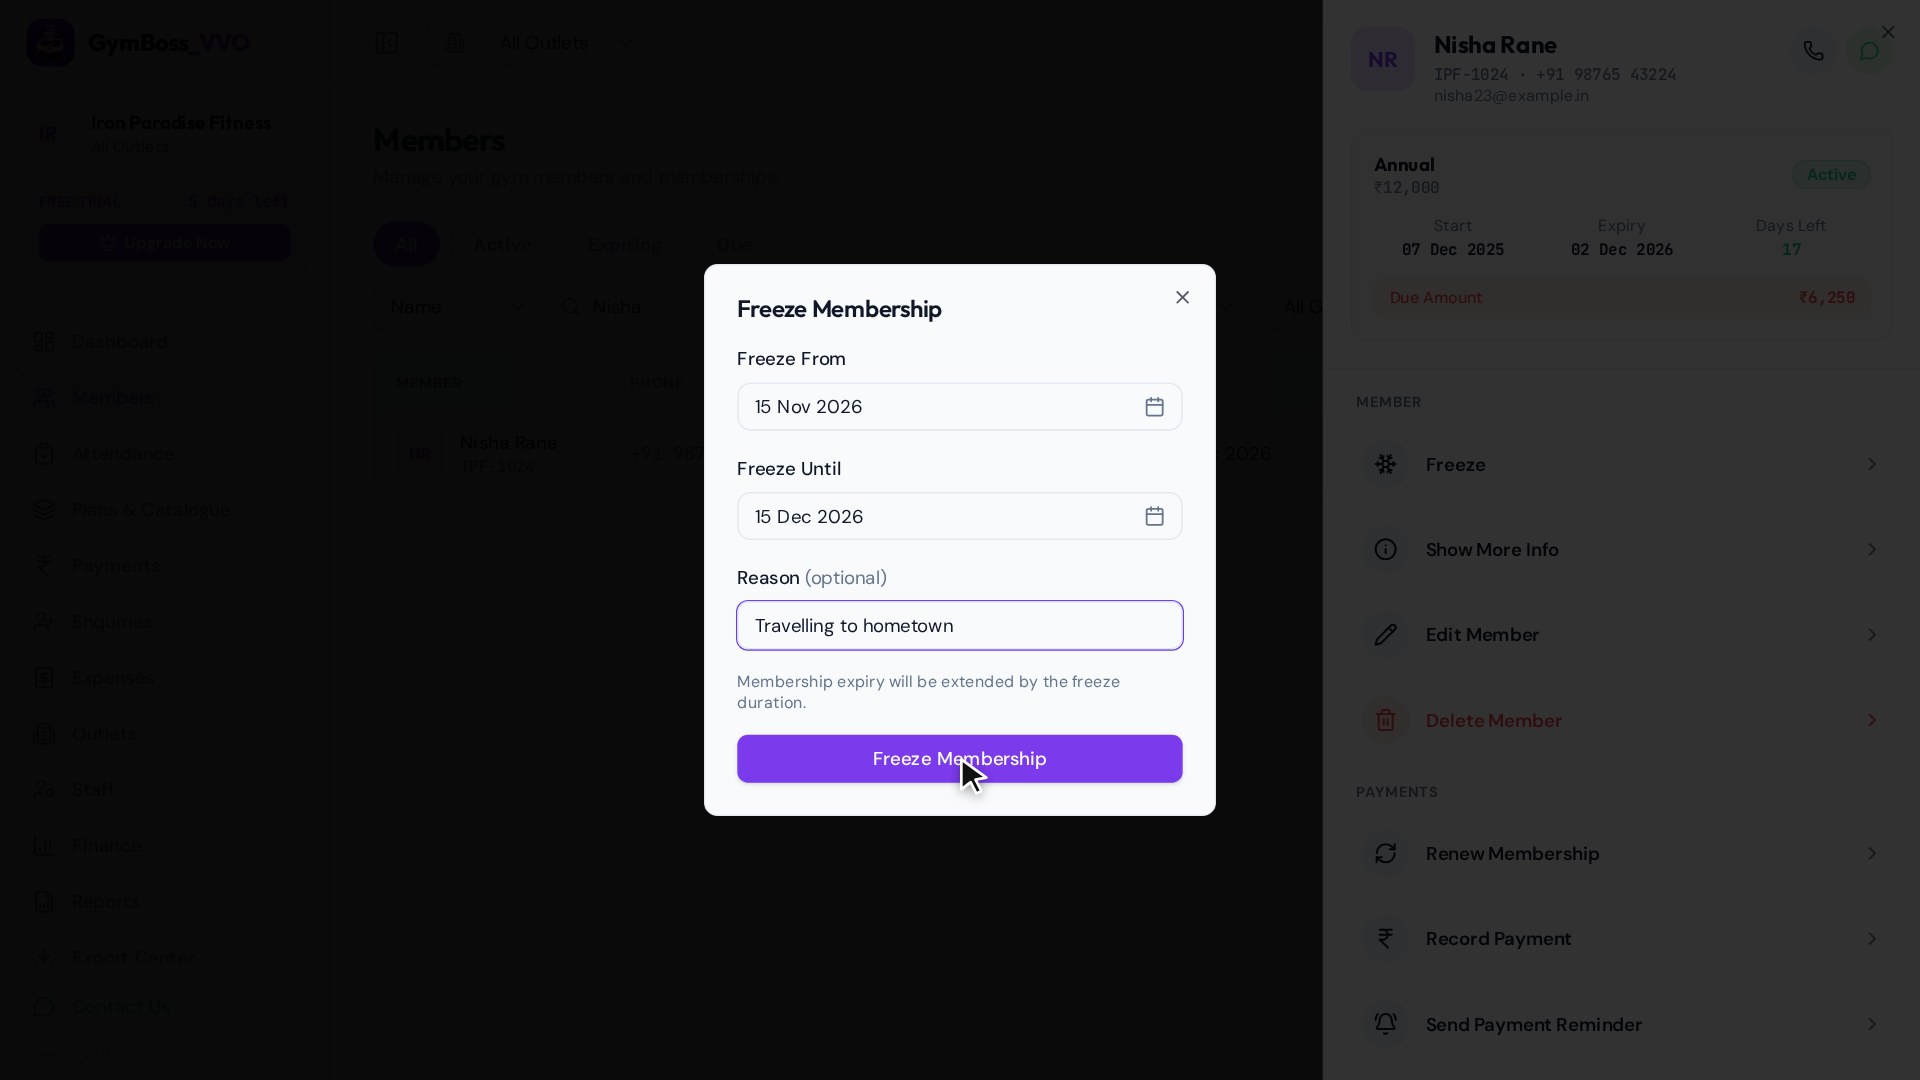 GymBoss_VVO
All Outlets
IR
Iron Paradise Fitness
All Outlets
FREE TRIAL
5 days left
Upgrade Now
Dashboard
Members
Attendance
Plans & Catalogue
Payments
Enquiries
Expenses
Outlets
Staff
Finance
Reports
Export Center
Contact Us
Members
Manage your gym members and memberships.
All
Active
Expiring
Due
Name
Nisha
All G
MEMBER
PHONE
NR
Nisha Rane
IPF-1024
+91 987
2026
Freeze Membership
Freeze From
15 Nov 2026
Freeze Until
15 Dec 2026
Reason (optional)
Travelling to hometown
Membership expiry will be extended by the freeze
duration.
Freeze Membership
NR
Nisha Rane
IPF-1024 · +91 98765 43224
nisha23@example.in
Annual
₹12,000
Active
Start
Expiry
Days Left
07 Dec 2025
02 Dec 2026
17
Due Amount
₹6,250
MEMBER
Freeze
Show More Info
Edit Member
Delete Member
PAYMENTS
Renew Membership
Record Payment
Send Payment Reminder